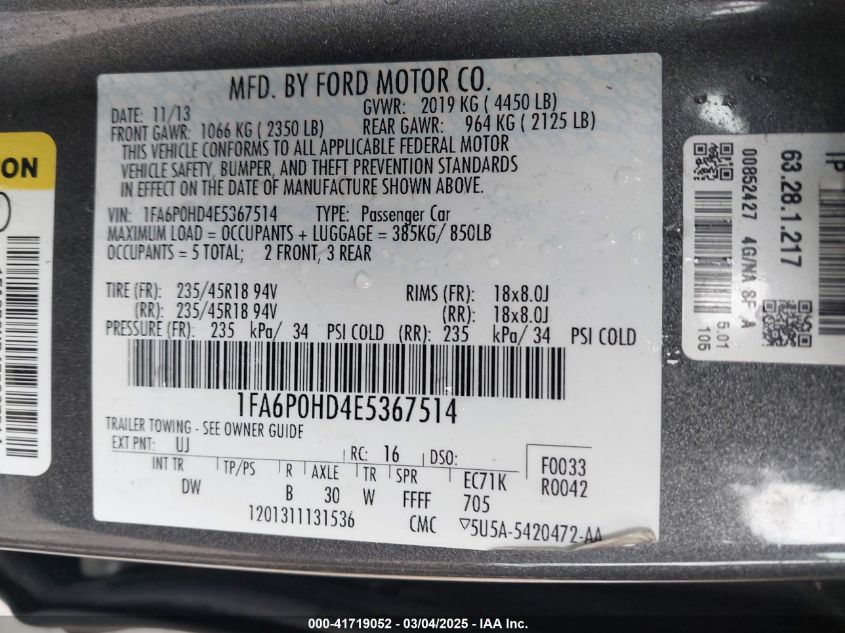 MFD. BY FORD MOTOR CO.
DATE: 11/13
GVWR: 2019 KG ( 4450 LB)
FRONT GAWR: 1066 KG ( 2350 LB)
REAR GAWR: 964 KG ( 2125 LB)
THIS VEHICLE CONFORMS TO ALL APPLICABLE FEDERAL MOTOR
VEHICLE SAFETY, BUMPER, AND THEFT PREVENTION STANDARDS
IN EFFECT ON THE DATE OF MANUFACTURE SHOWN ABOVE.
VIN: 1FA6P0HD4E5367514 TYPE: Passenger Car
MAXIMUM LOAD = OCCUPANTS + LUGGAGE = 385KG/ 850LB
OCCUPANTS = 5 TOTAL; 2 FRONT, 3 REAR
TIRE (FR): 235/45R18 94V RIMS (FR): 18x8.0J
(RR): 235/45R18 94V (RR): 18x8.0J
PRESSURE (FR): 235 kPa/ 34 PSI COLD (RR): 235 kPa/ 34 PSI COLD
1FA6P0HD4E5367514
TRAILER TOWING - SEE OWNER GUIDE
EXT PNT: UJ RC: 16 DSO: F0033
INT TR TP/PS R AXLE TR SPR EC71K R0042
DW B 30 W FFFF 705
1201311131536 CMC ▽5U5A-5420472-AA
ON
IP
63.28.1.217
00852427 4G/NA 8F A
5.01
105
000-41719052 - 03/04/2025 - IAA Inc.